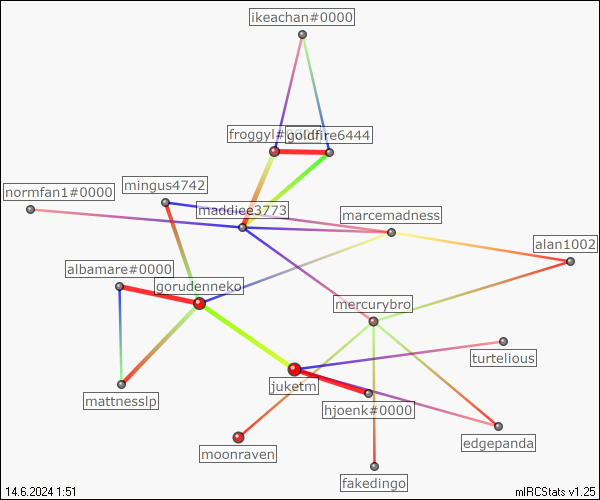 ikeachan#0000
froggyl#
goldfire6444
mingus4742
normfan1#0000
maddiee3773
marcemadness
alan1002
albamare#0000
gorudenneko
mercurybro
turtelious
juketm
mattnesslp
hjoenk#0000
edgepanda
moonraven
fakedingo
14.6.2024 1:51
mIRCStats v1.25